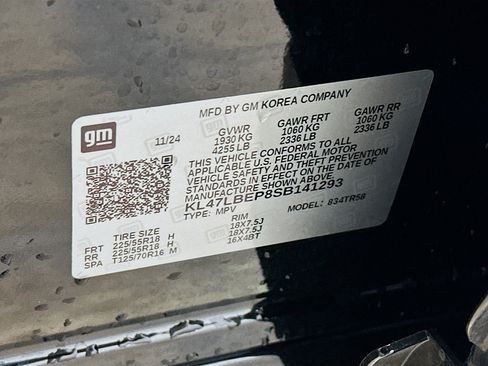 MFD BY GM KOREA COMPANY
gm
11/24 GVWR GAWR FRT GAWR RR
1930 KG 1060 KG 1060 KG
4255 LB 2336 LB 2336 LB
THIS VEHICLE CONFORMS TO ALL
APPLICABLE U.S. FEDERAL MOTOR
VEHICLE SAFETY AND THEFT PREVENTION
STANDARDS IN EFFECT ON THE DATE OF
MANUFACTURE SHOWN ABOVE.
KL47LBEP8SB141293
TYPE: MPV MODEL: 834TR58
TIRE SIZE RIM
FRT 225/55R18 H 18X7.5J
RR 225/55R18 H 18X7.5J
SPA T125/70R16 M 16X4BT